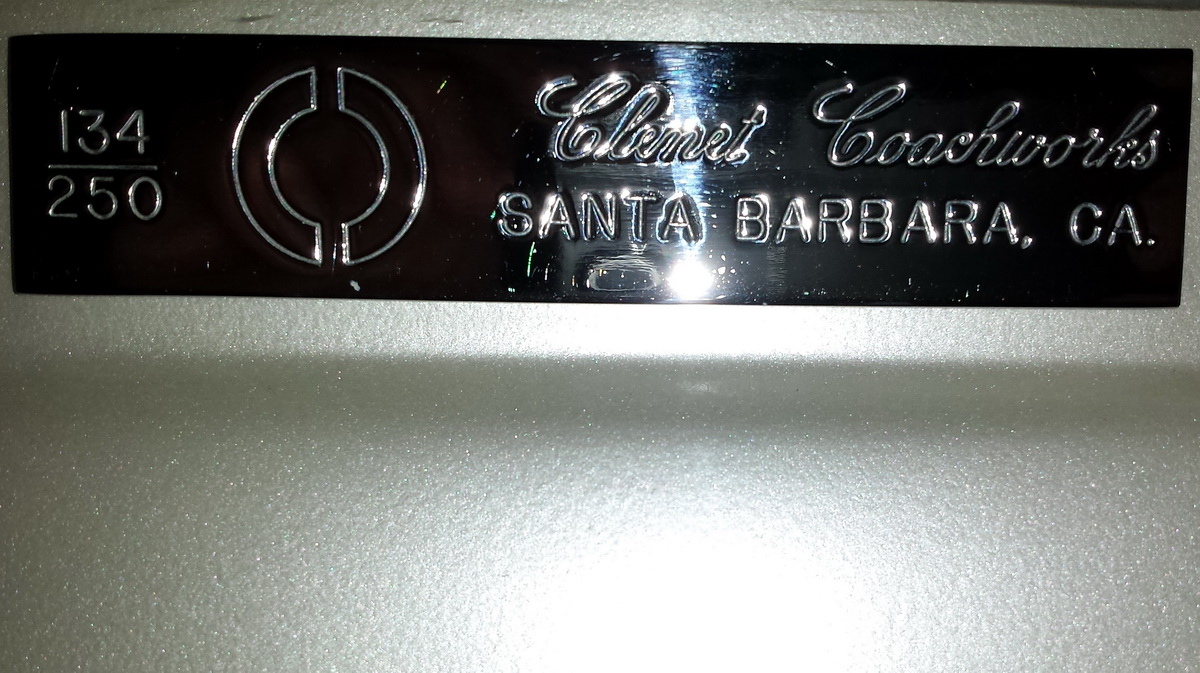 134
250
Clenet Coachworks
SANTA BARBARA, CA.